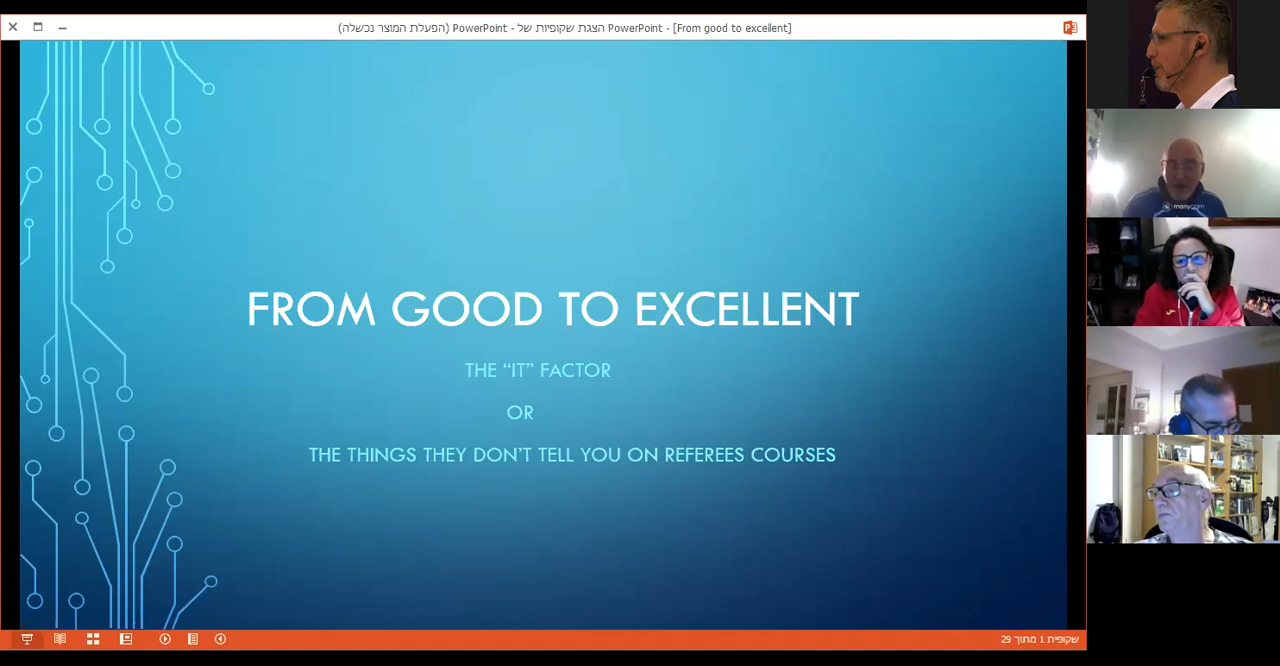 הצגת שקופיות של PowerPoint - [From good to excellent] - PowerPoint (הפעלת המוצר נכשלה)
FROM GOOD TO EXCELLENT
THE “IT” FACTOR
OR
THE THINGS THEY DON’T TELL YOU ON REFEREES COURSES
manycam
שקופית 1 מתוך 29